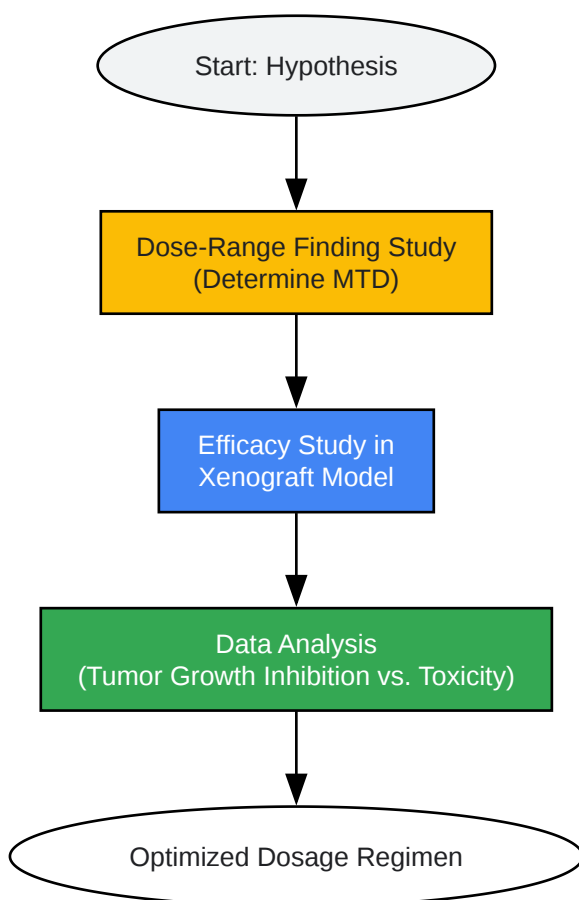 Start: Hypothesis
Dose-Range Finding Study
(Determine MTD)
Efficacy Study in
Xenograft Model
Data Analysis
(Tumor Growth Inhibition vs. Toxicity)
Optimized Dosage Regimen